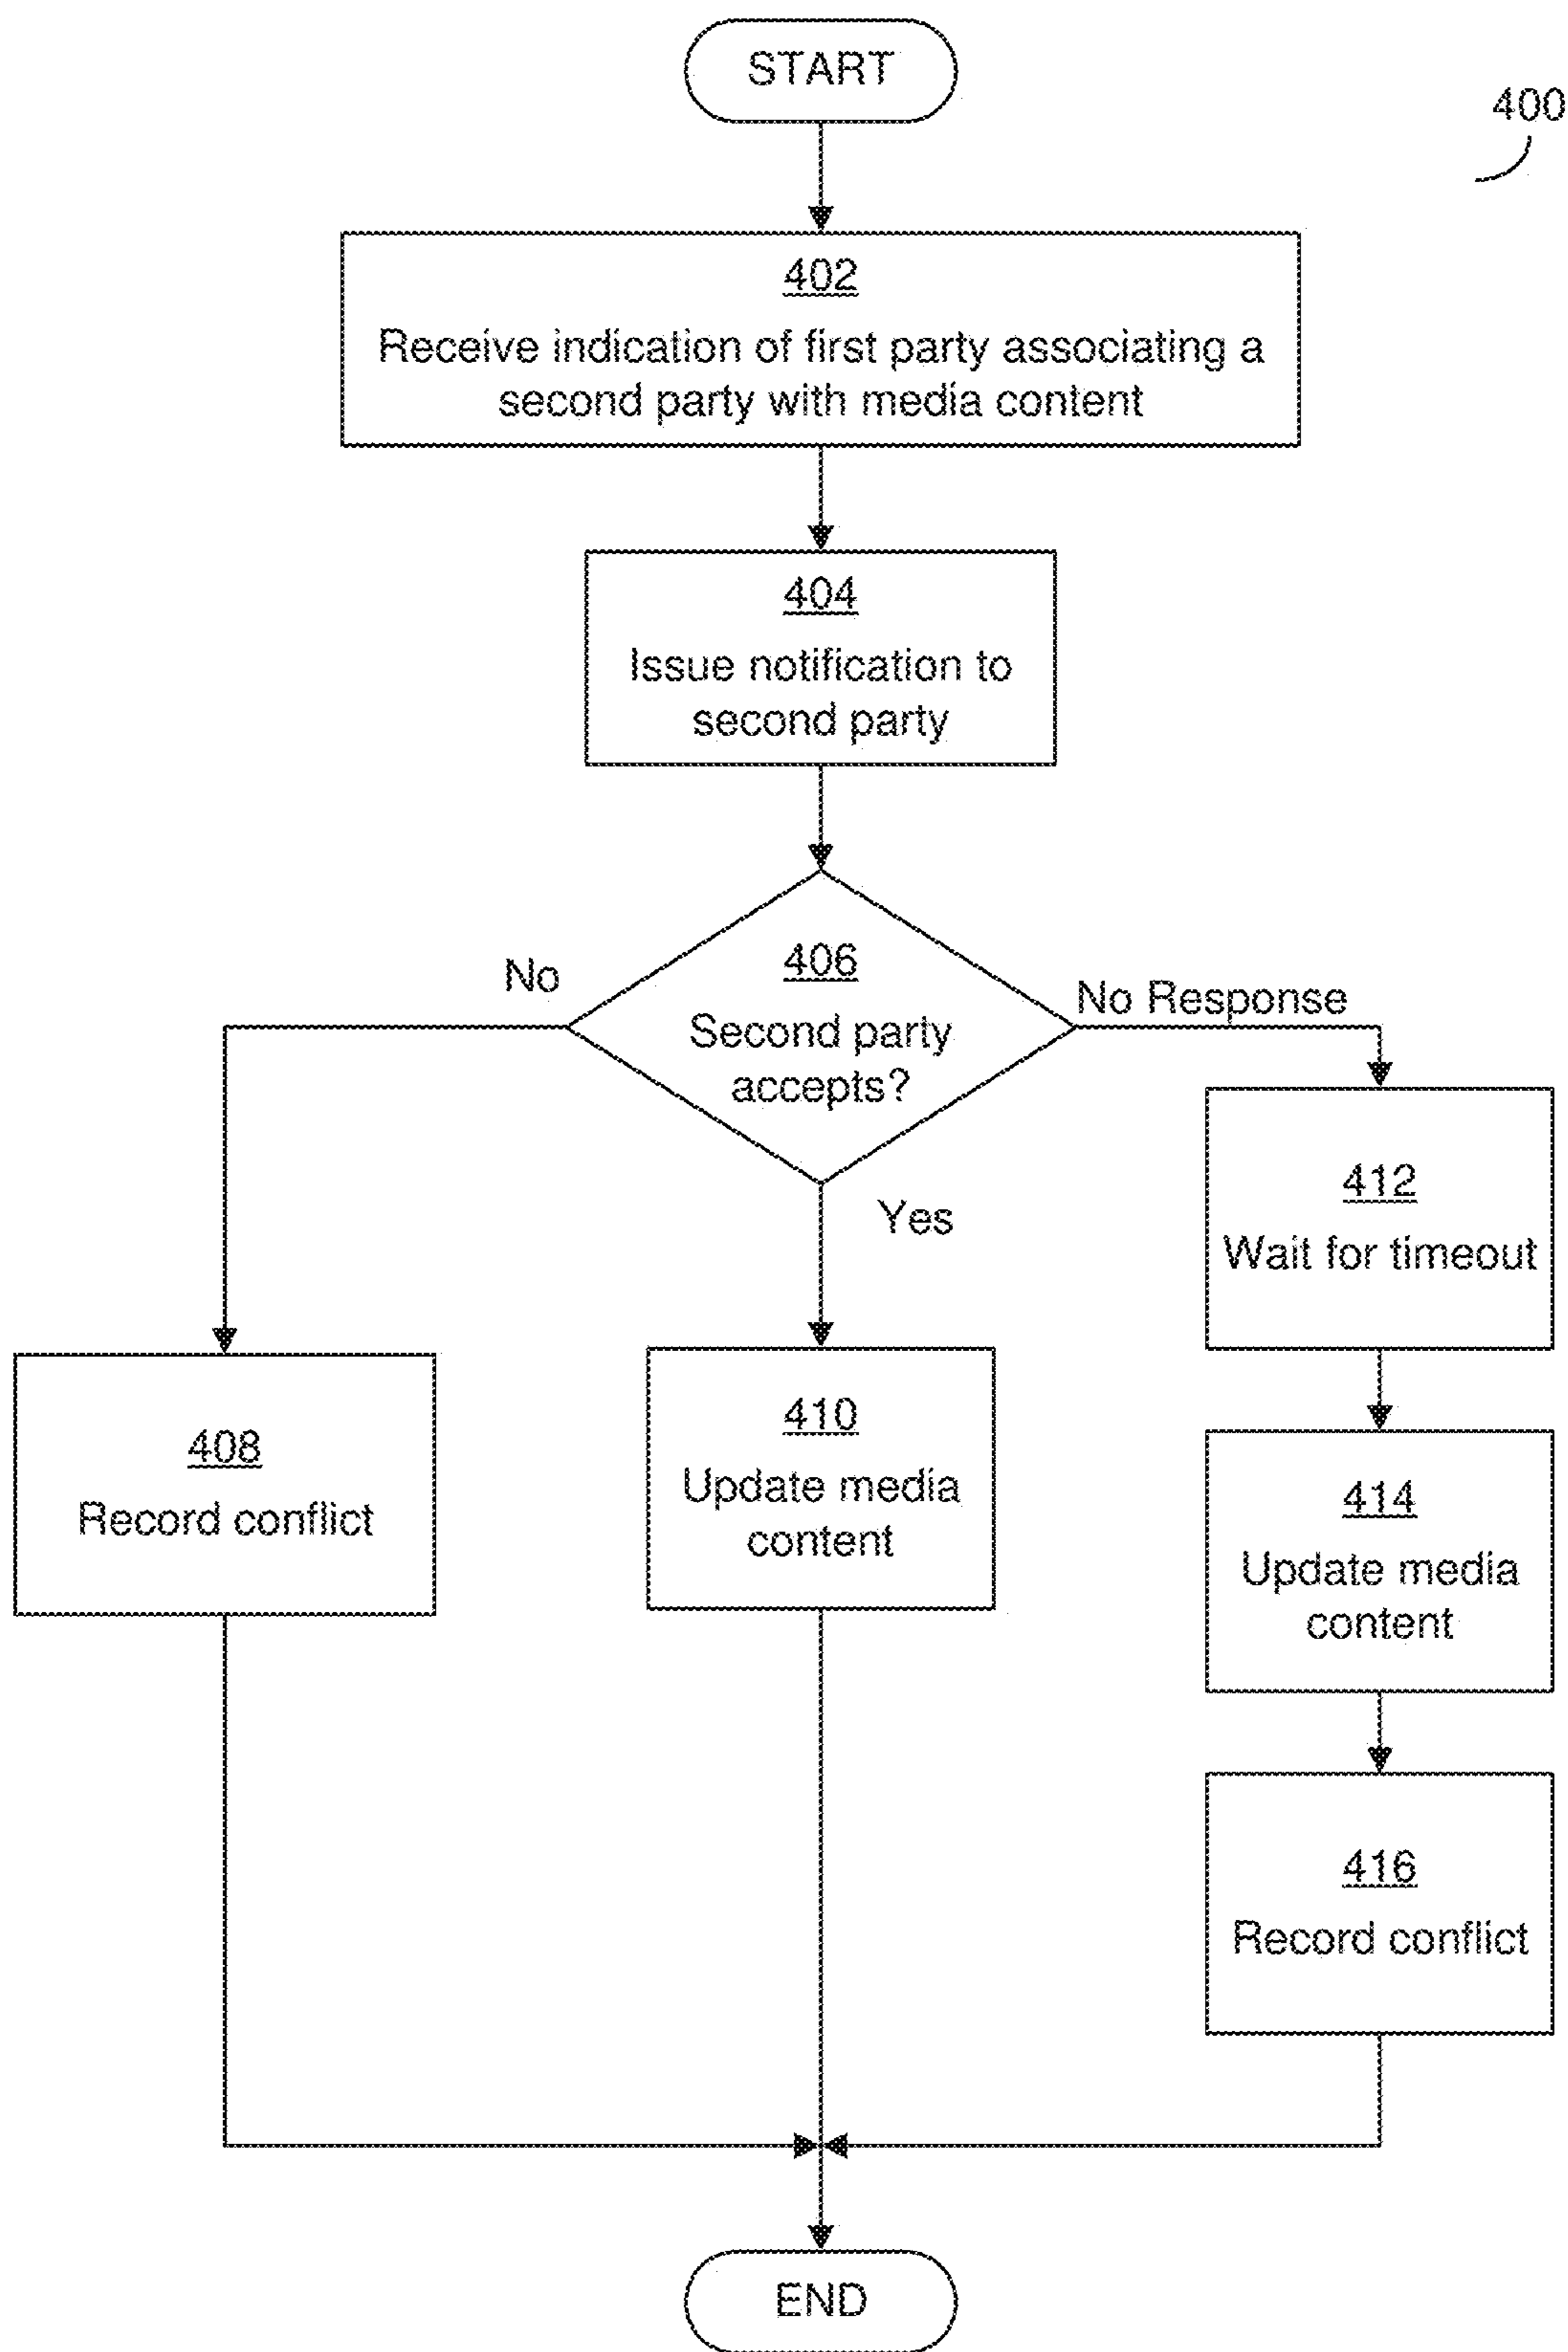 START
400
402
Receive indication of first party associating a
second party with media content
404
Issue notification to
second party
406
Second party
accepts?
No
No Response
Yes
412
Wait for timeout
408
Record conflict
410
Update media
content
414
Update media
content
416
Record conflict
END